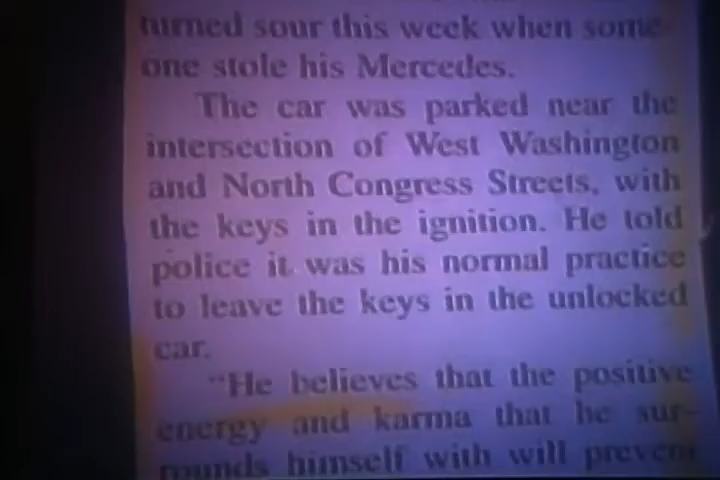 turned sour this week when some-
one stole his Mercedes.
The car was parked near the
intersection of West Washington
and North Congress Streets, with
the keys in the ignition. He told
police it was his normal practice
to leave the keys in the unlocked
car.
"He believes that the positive
energy and karma that he sur-
rounds himself with will prevent